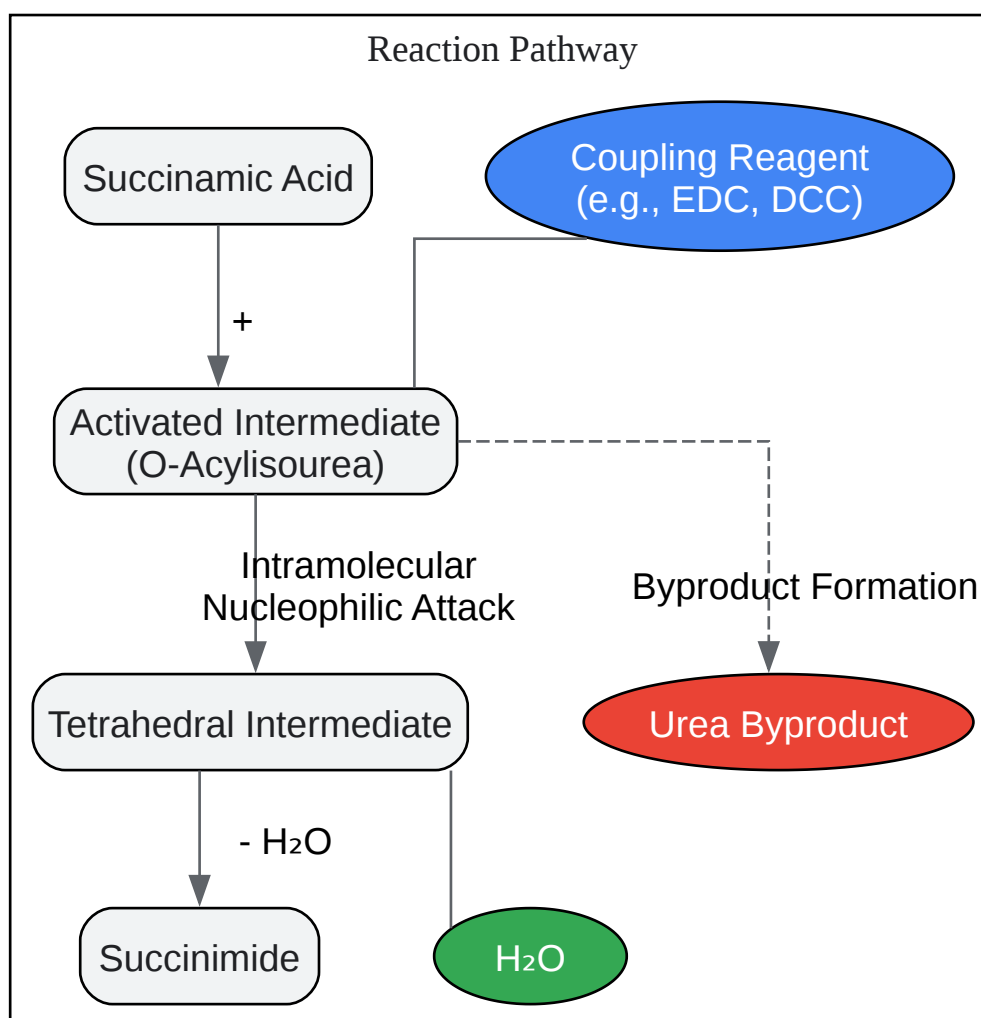 Reaction Pathway
Succinamic Acid
Coupling Reagent
(e.g., EDC, DCC)
+
Activated Intermediate
(O-Acylisourea)
Intramolecular
Nucleophilic Attack
Byproduct Formation
Tetrahedral Intermediate
Urea Byproduct
- H₂O
Succinimide
H₂O